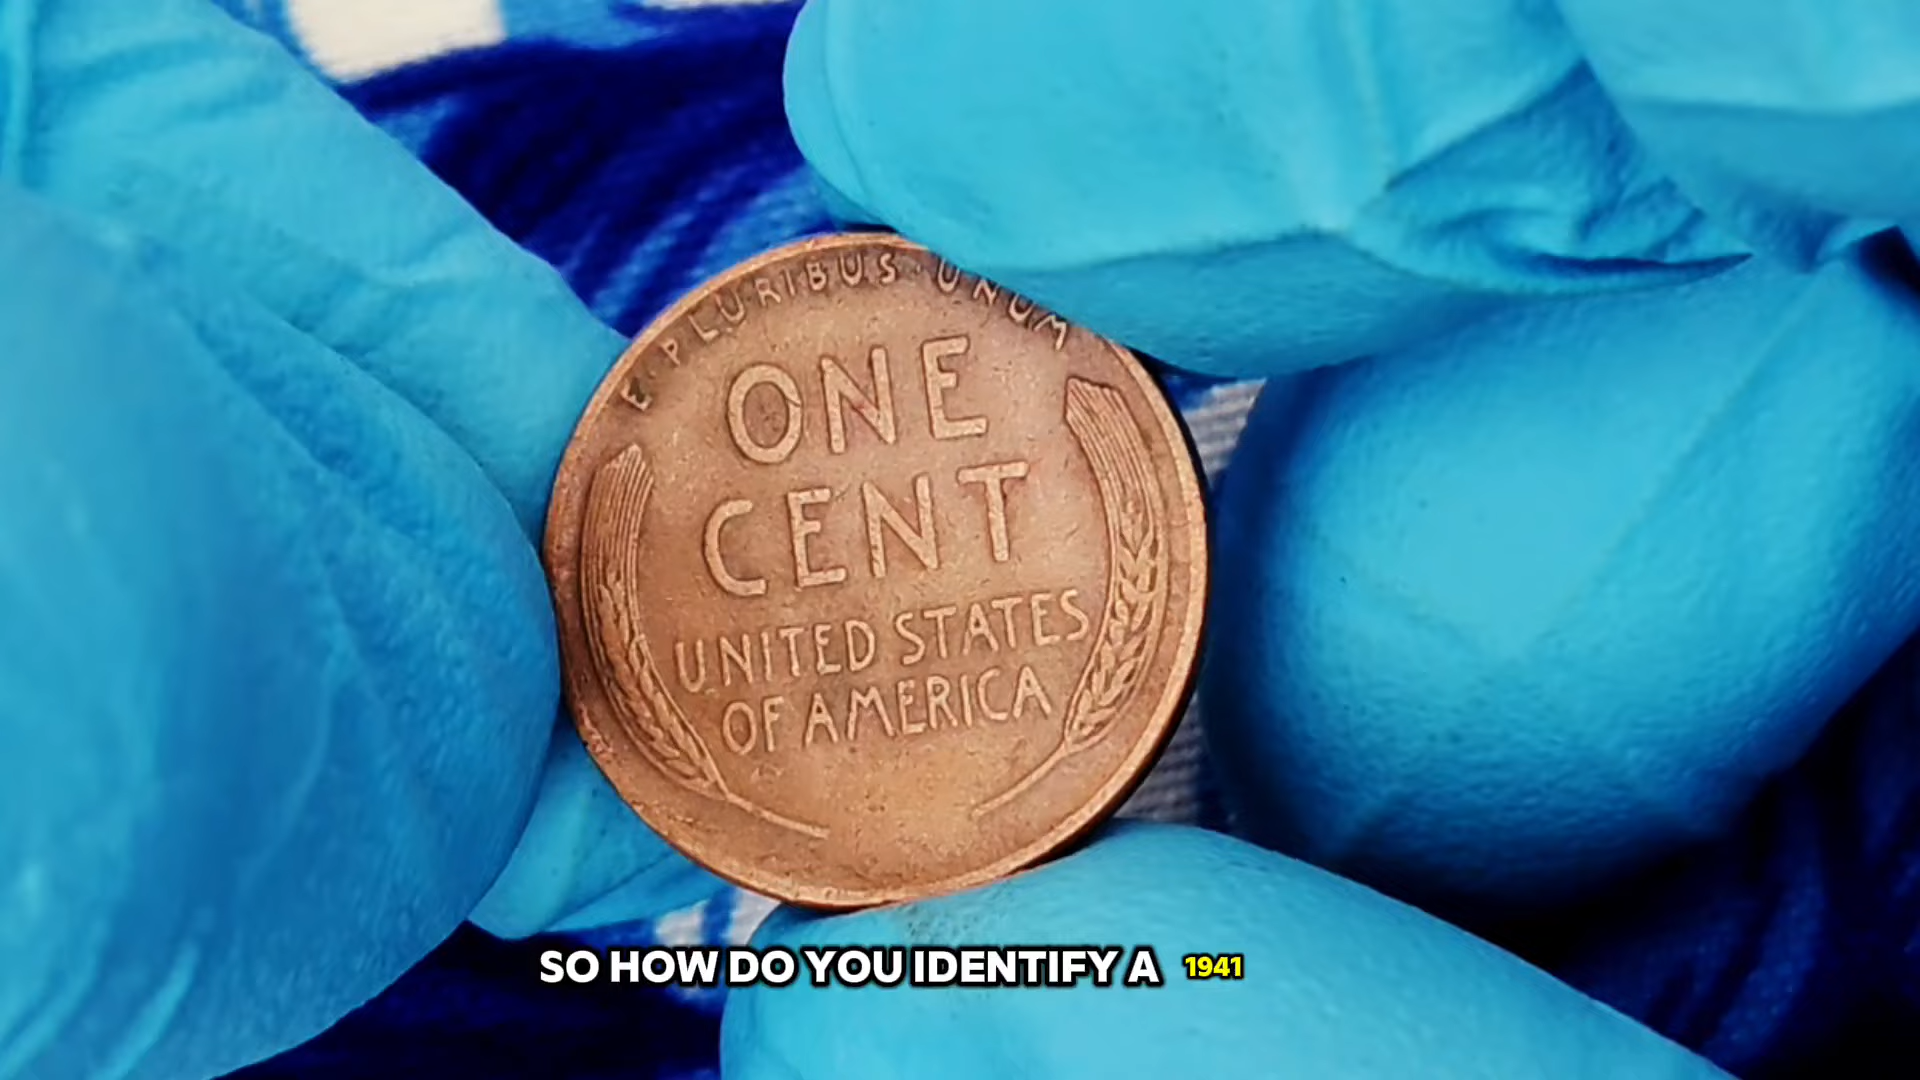 E · PLURIBUS · UNUM
ONE
CENT
UNITED STATES
OF AMERICA
SO HOW DO YOU IDENTIFY A 1941